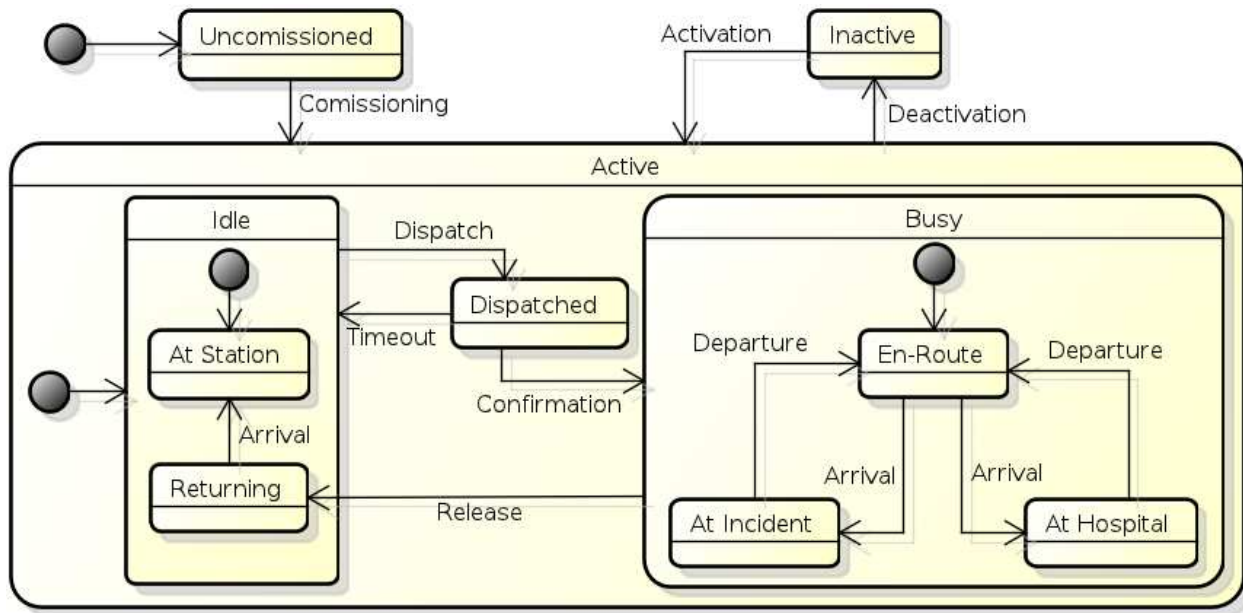 Uncomissioned
Activation
Inactive
Comissioning
Deactivation
Active
Idle
Busy
Dispatch
Dispatched
Timeout
At Station
Departure
En-Route
Departure
Confirmation
Arrival
Returning
Arrival
Arrival
Release
At Incident
At Hospital